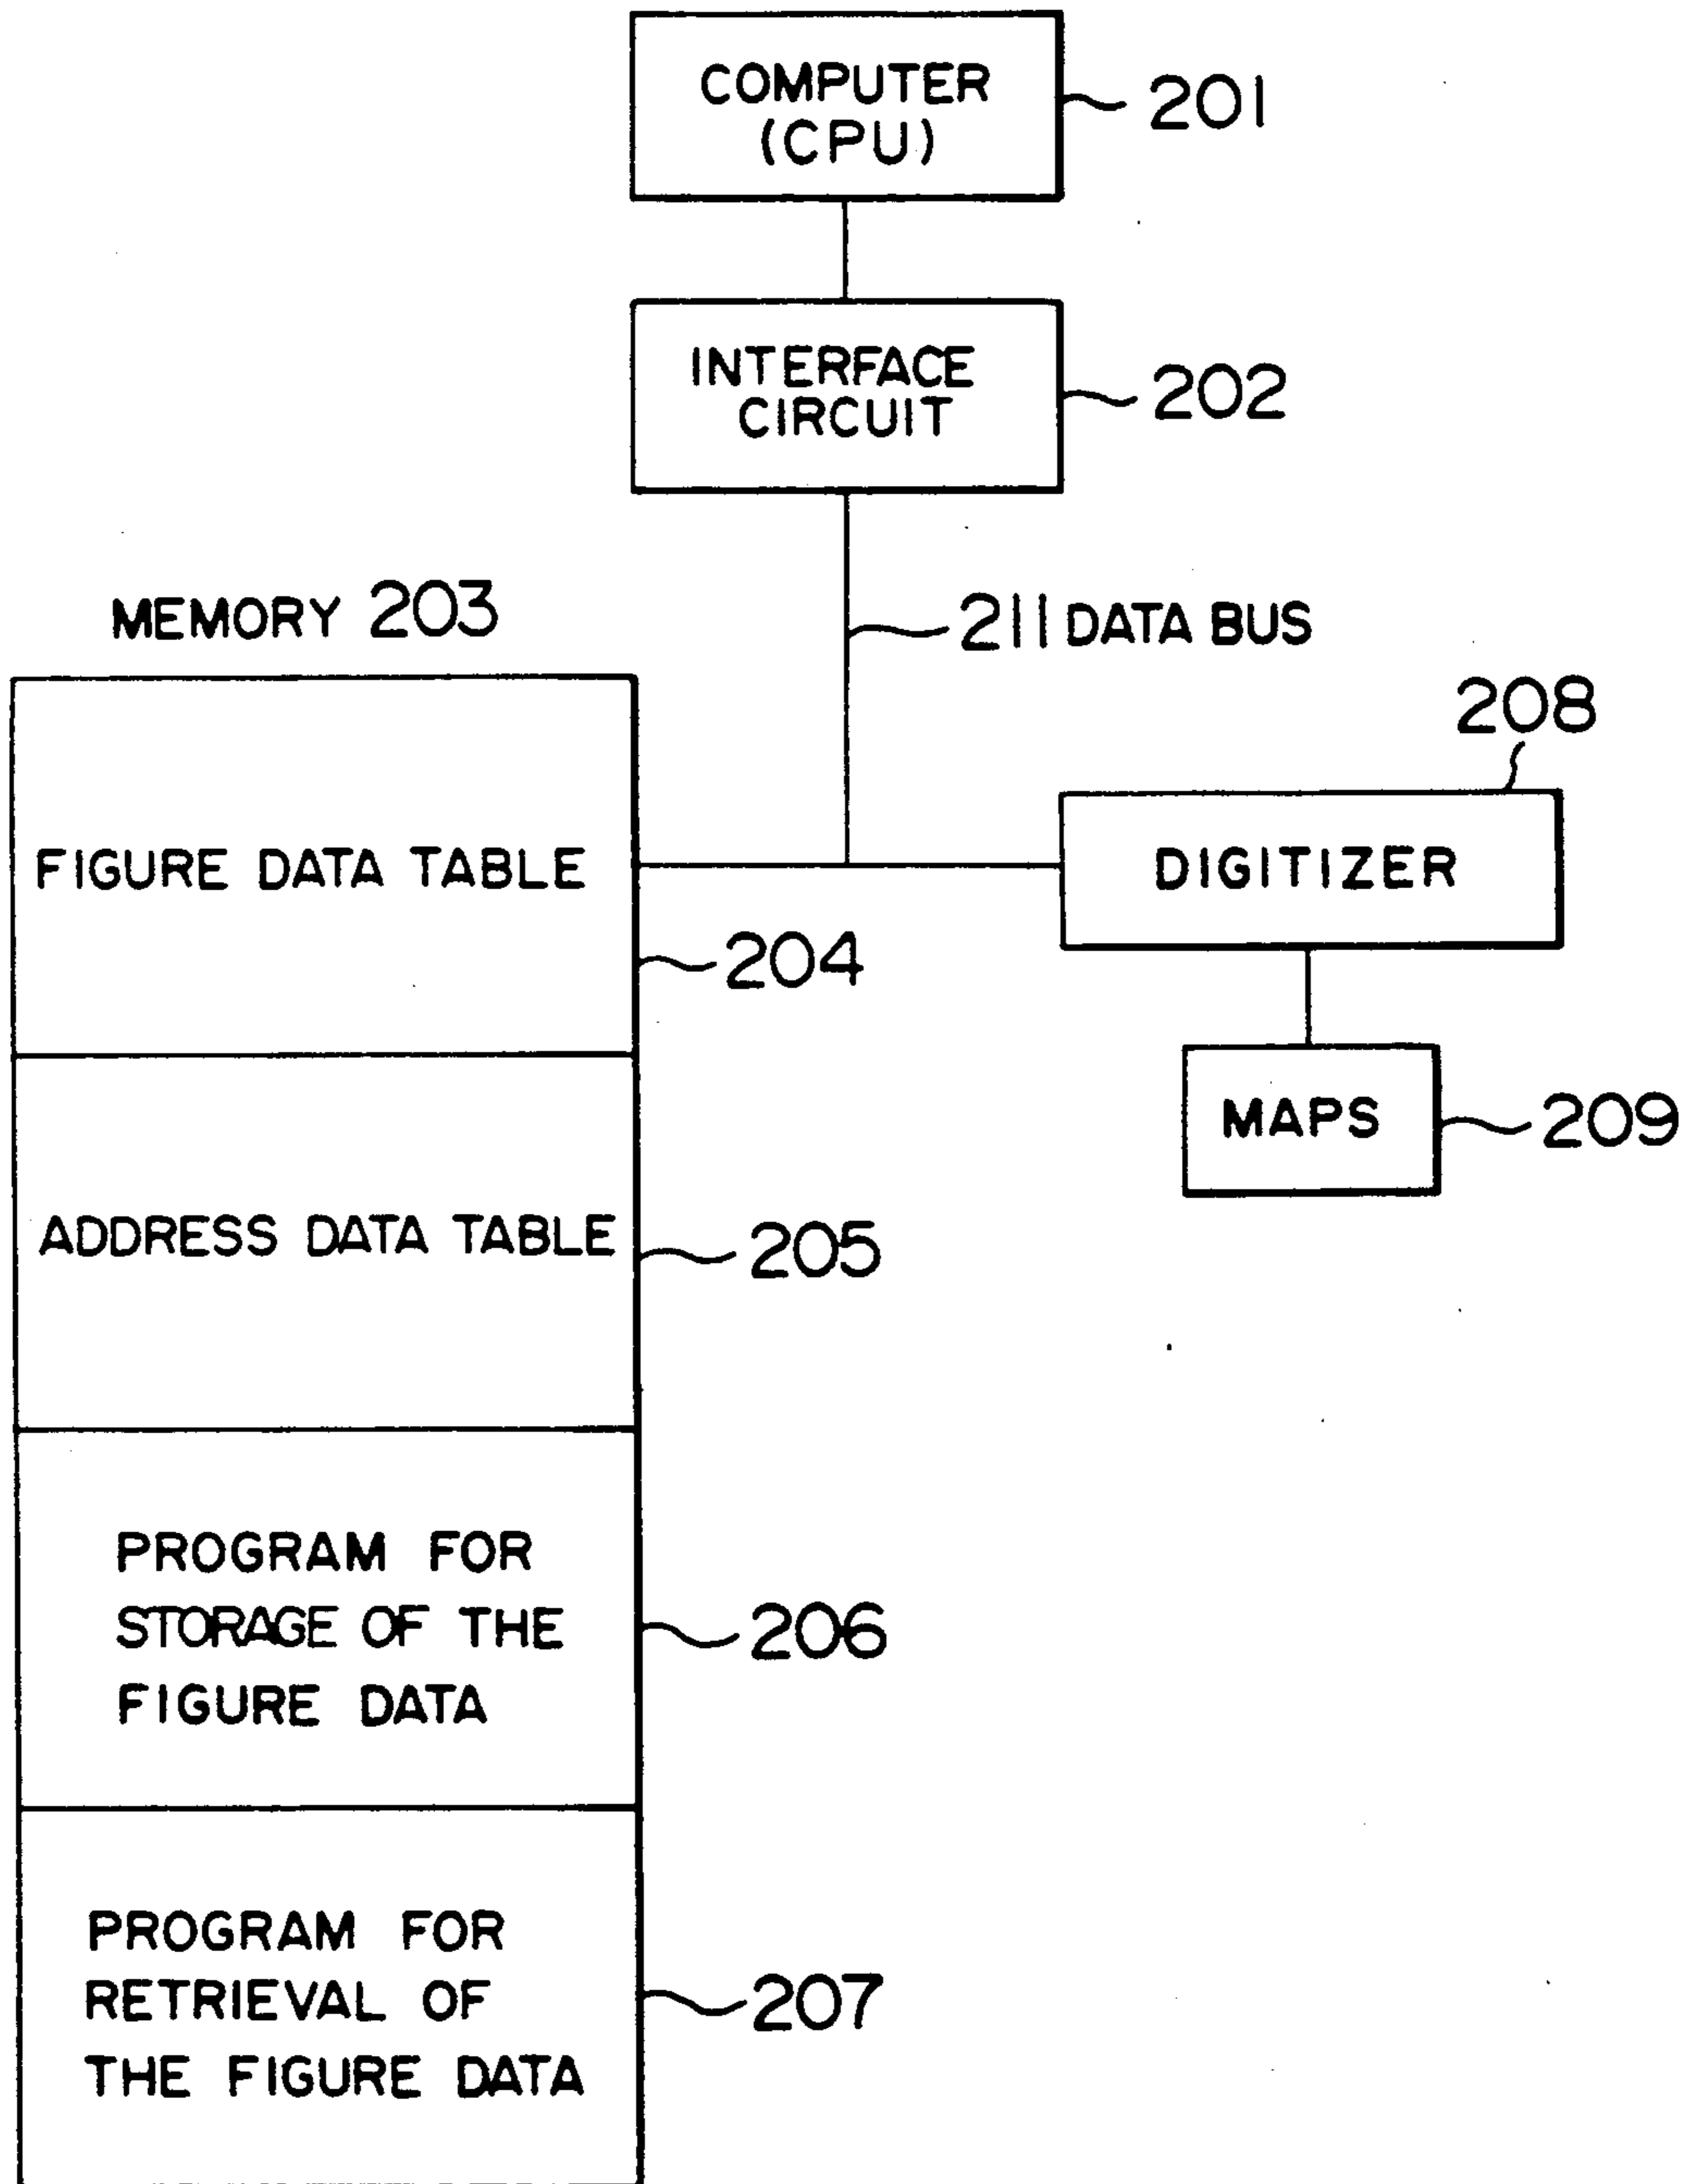 COMPUTER
(CPU)
201
INTERFACE
CIRCUIT
202
MEMORY 203
211 DATA BUS
208
FIGURE DATA TABLE
DIGITIZER
204
MAPS
209
ADDRESS DATA TABLE
205
PROGRAM FOR
STORAGE OF THE
FIGURE DATA
206
PROGRAM FOR
RETRIEVAL OF
THE FIGURE DATA
207